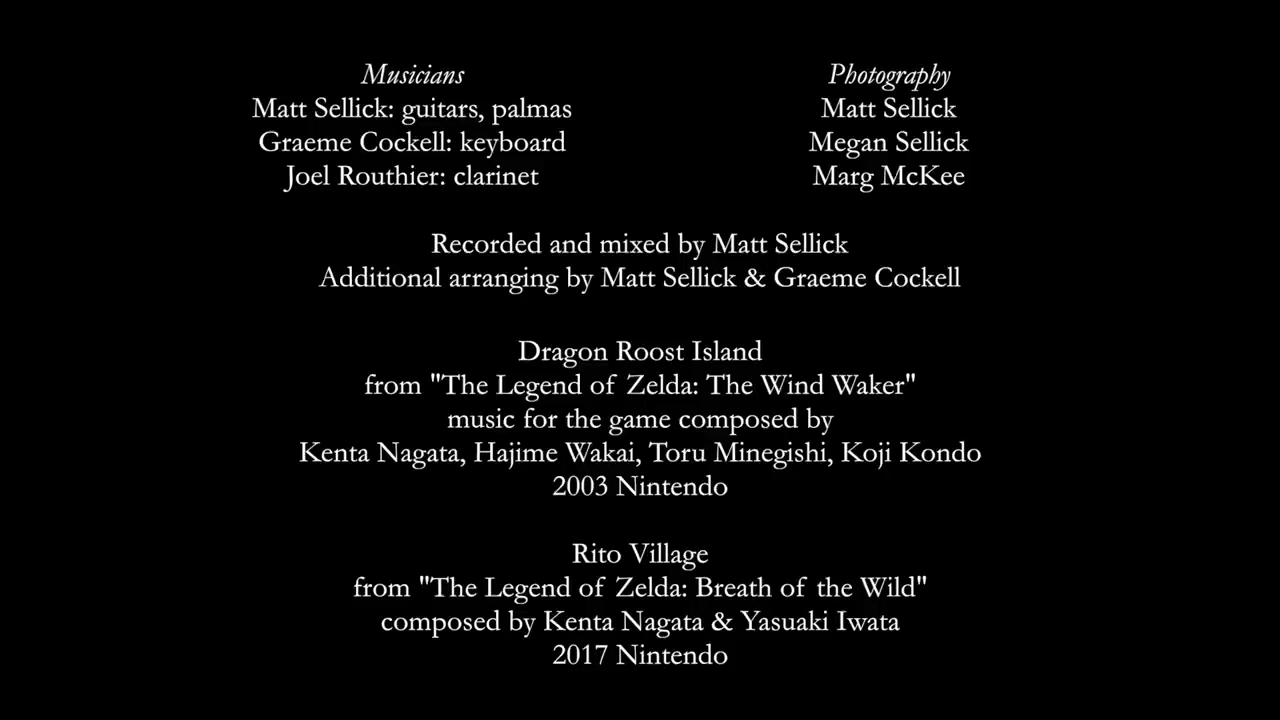 Musicians
Matt Sellick: guitars, palmas
Graeme Cockell: keyboard
Joel Routhier: clarinet
Photography
Matt Sellick
Megan Sellick
Marg McKee
Recorded and mixed by Matt Sellick
Additional arranging by Matt Sellick & Graeme Cockell
Dragon Roost Island
from "The Legend of Zelda: The Wind Waker"
music for the game composed by
Kenta Nagata, Hajime Wakai, Toru Minegishi, Koji Kondo
2003 Nintendo
Rito Village
from "The Legend of Zelda: Breath of the Wild"
composed by Kenta Nagata & Yasuaki Iwata
2017 Nintendo